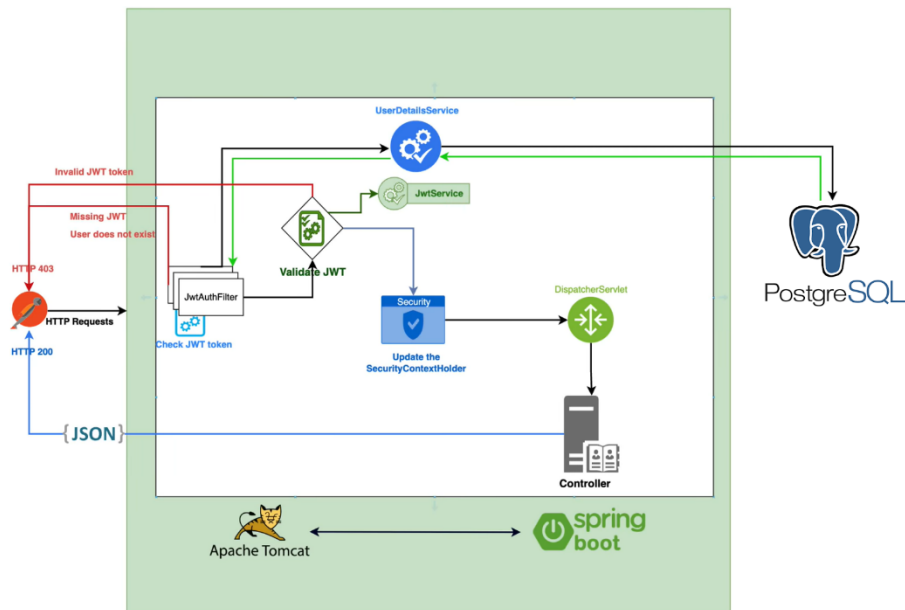 UserDetailsService
Invalid JWT token
JwtService
Missing JWT
User does not exist
HTTP 403
Validate JWT
JwtAuthFilter
HTTP Requests
Check JWT token
HTTP 200
Security
Update the
SecurityContextHolder
DispatcherServlet
PostgreSQL
{JSON}
Controller
Apache Tomcat
spring
boot